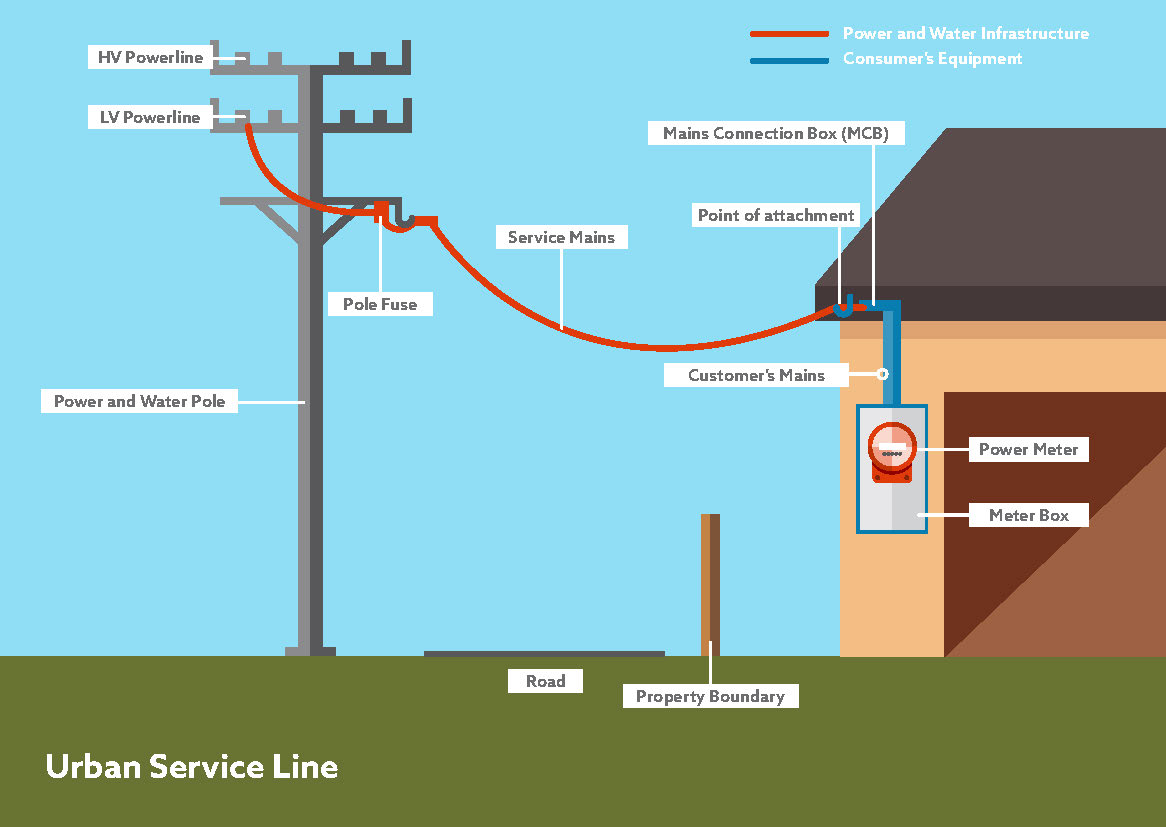 Power and Water Infrastructure
Consumer's Equipment
HV Powerline
LV Powerline
Mains Connection Box (MCB)
Point of attachment
Service Mains
Pole Fuse
Customer's Mains
Power and Water Pole
Power Meter
Meter Box
Road
Property Boundary
Urban Service Line